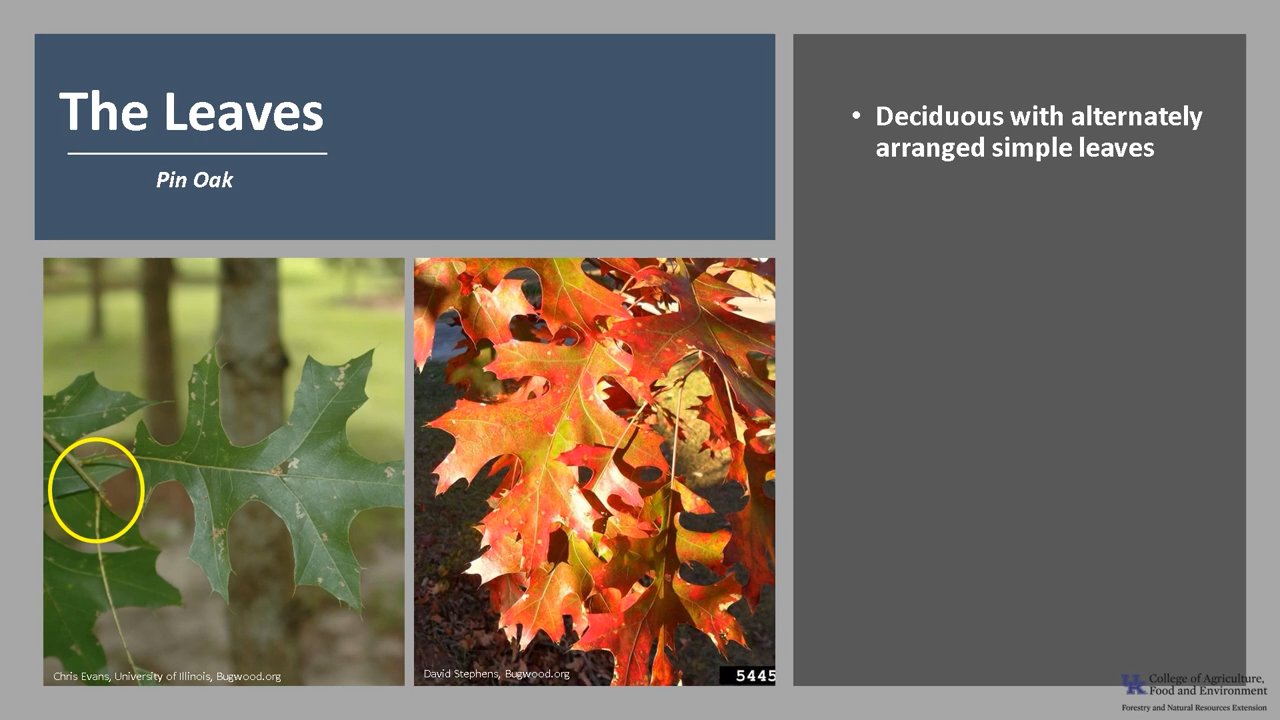 The Leaves
Pin Oak
• Deciduous with alternately
arranged simple leaves
Chris Evans, University of Illinois, Bugwood.org
David Stephens, Bugwood.org
5445
UK College of Agriculture,
Food and Environment
Forestry and Natural Resources Extension